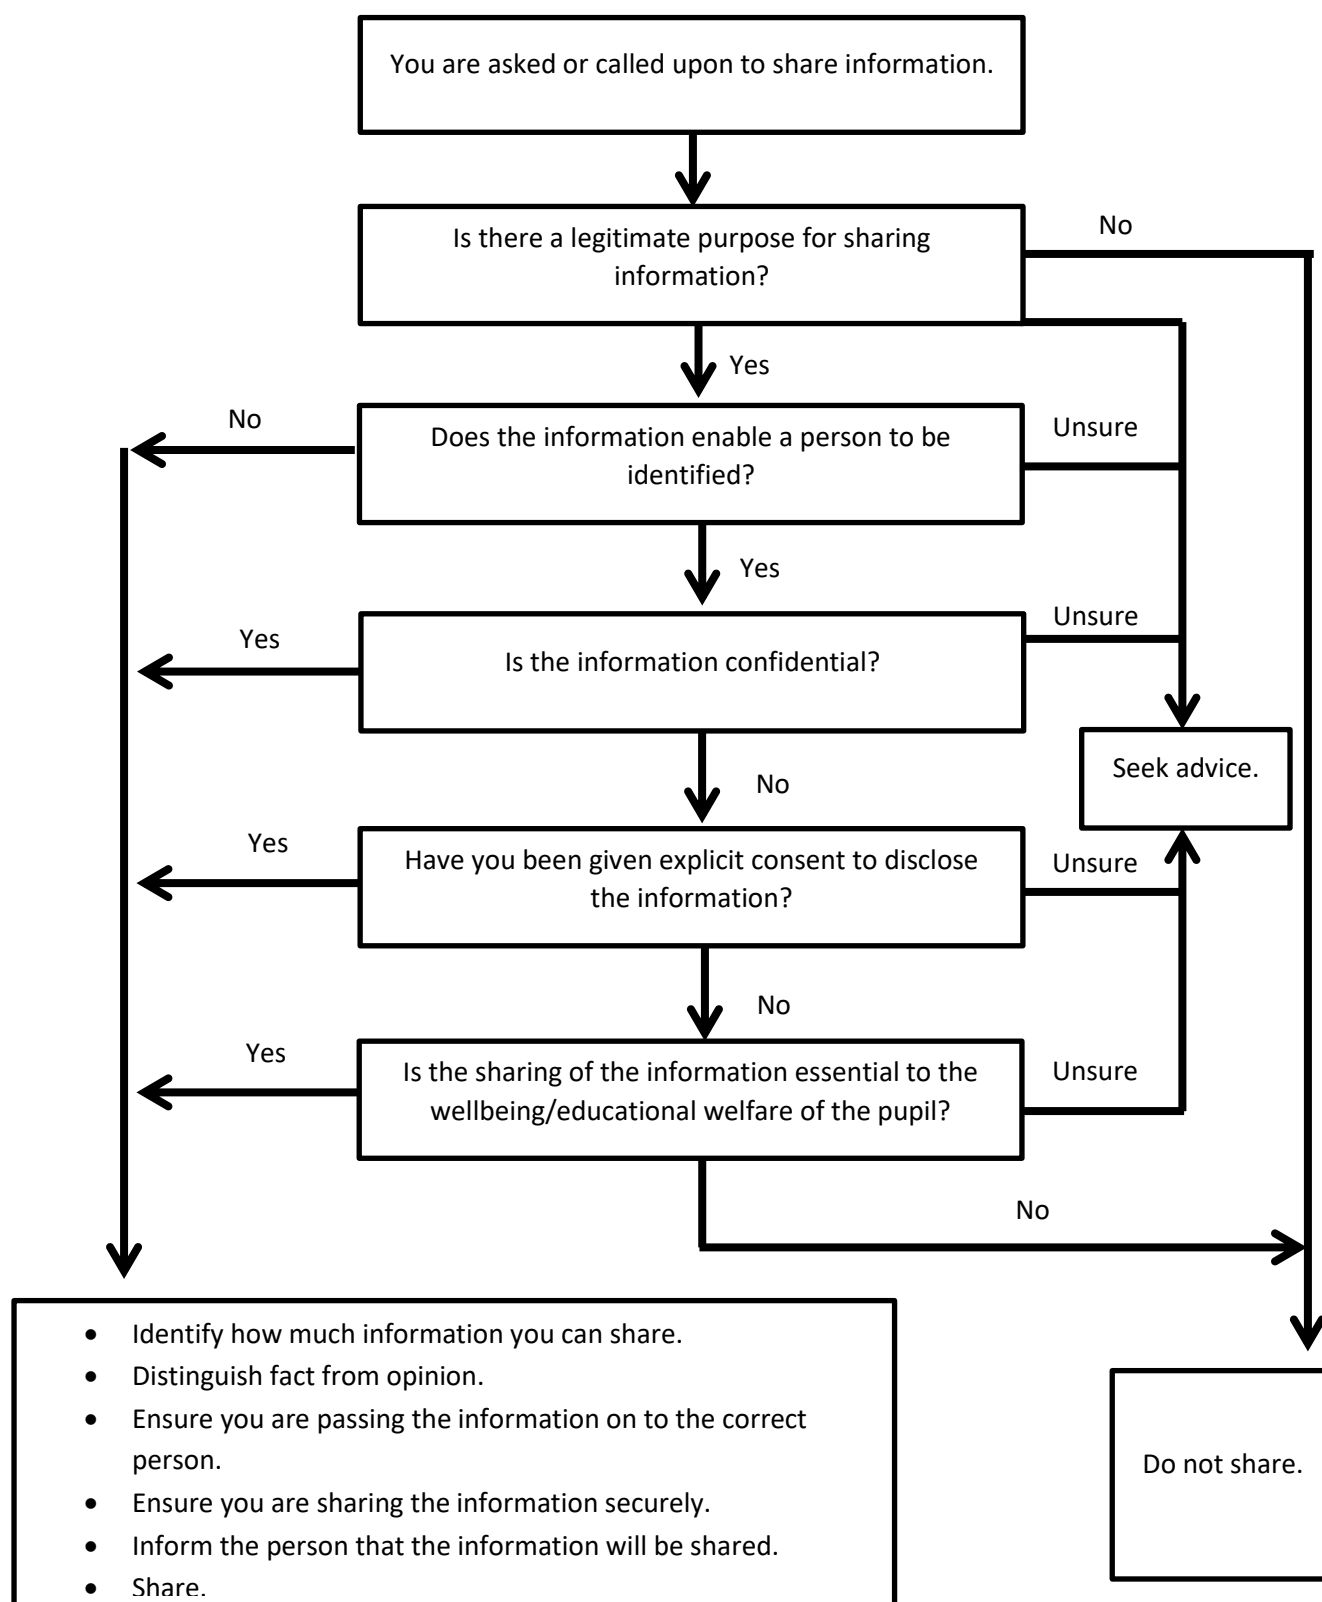 You are asked or called upon to share information.
Is there a legitimate purpose for sharing
information?
No
Yes
No
Does the information enable a person to be
identified?
Unsure
Yes
Yes
Is the information confidential?
Unsure
No
Seek advice.
Yes
Have you been given explicit consent to disclose
the information?
Unsure
No
Yes
Is the sharing of the information essential to the
wellbeing/educational welfare of the pupil?
Unsure
No
• Identify how much information you can share.
• Distinguish fact from opinion.
• Ensure you are passing the information on to the correct
person.
• Ensure you are sharing the information securely.
• Inform the person that the information will be shared.
• Share.
Do not share.